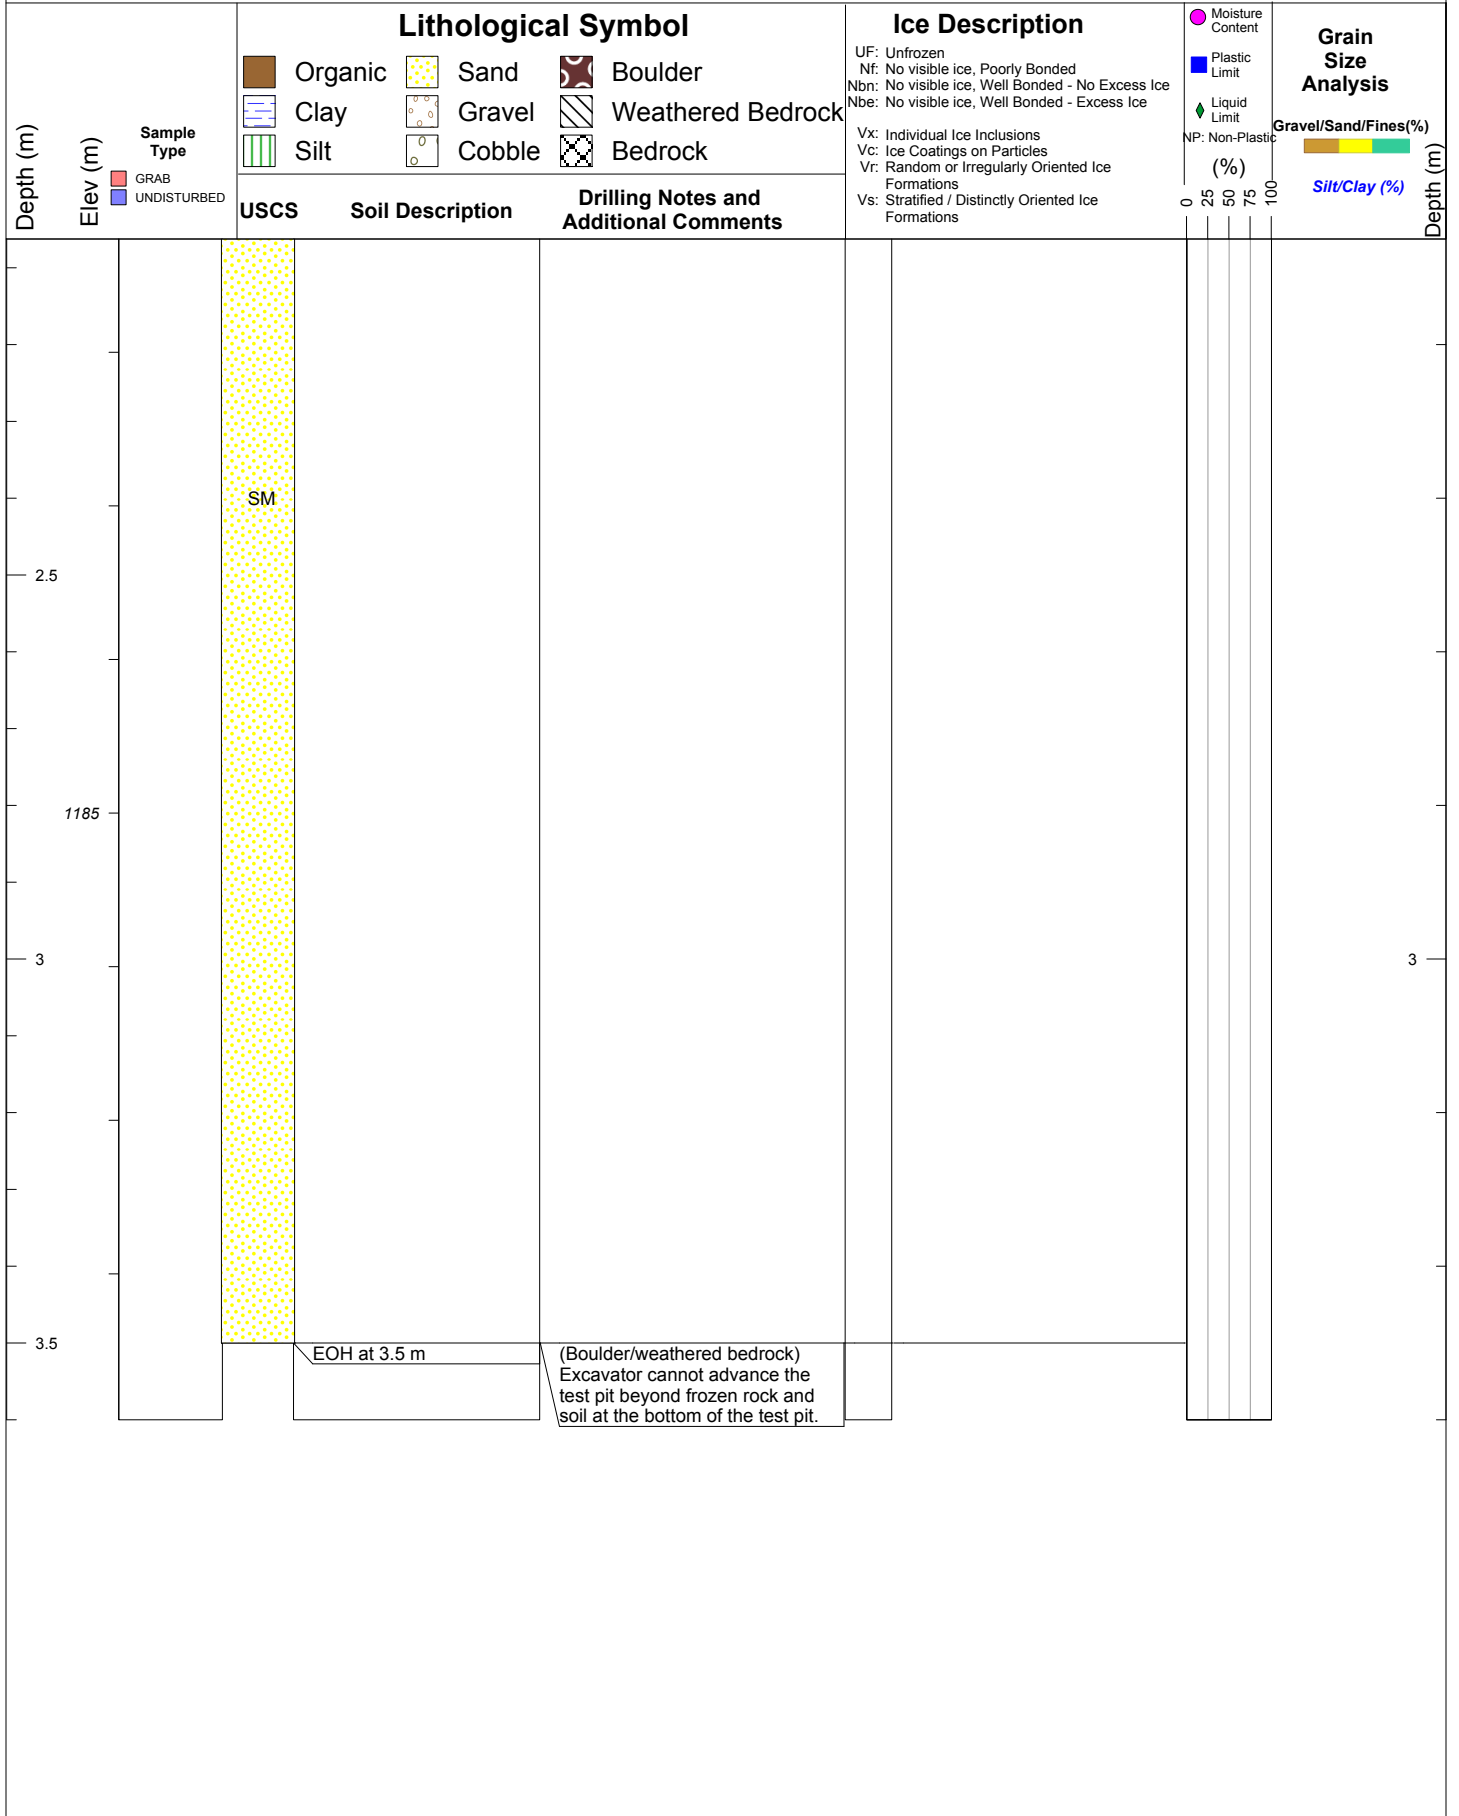 Lithological Symbol
Organic
Sand
Boulder
Clay
Gravel
Weathered Bedrock
Silt
Cobble
Bedrock
Ice Description
UF: Unfrozen
Nf: No visible ice, Poorly Bonded
Nbn: No visible ice, Well Bonded - No Excess Ice
Nbe: No visible ice, Well Bonded - Excess Ice
Vx: Individual Ice Inclusions
Vc: Ice Coatings on Particles
Vr: Random or Irregularly Oriented Ice
Formations
Vs: Stratified / Distinctly Oriented Ice
Formations
Moisture
Content
Plastic
Limit
Liquid
Limit
NP: Non-Plastic
(%)
0
25
50
75
100
Grain
Size
Analysis
Gravel/Sand/Fines(%)
Silt/Clay (%)
Depth (m)
Depth (m)
Elev (m)
Sample
Type
GRAB
UNDISTURBED
USCS
Soil Description
Drilling Notes and
Additional Comments
SM
2.5
1185
3
3
3.5
EOH at 3.5 m
(Boulder/weathered bedrock)
Excavator cannot advance the
test pit beyond frozen rock and
soil at the bottom of the test pit.